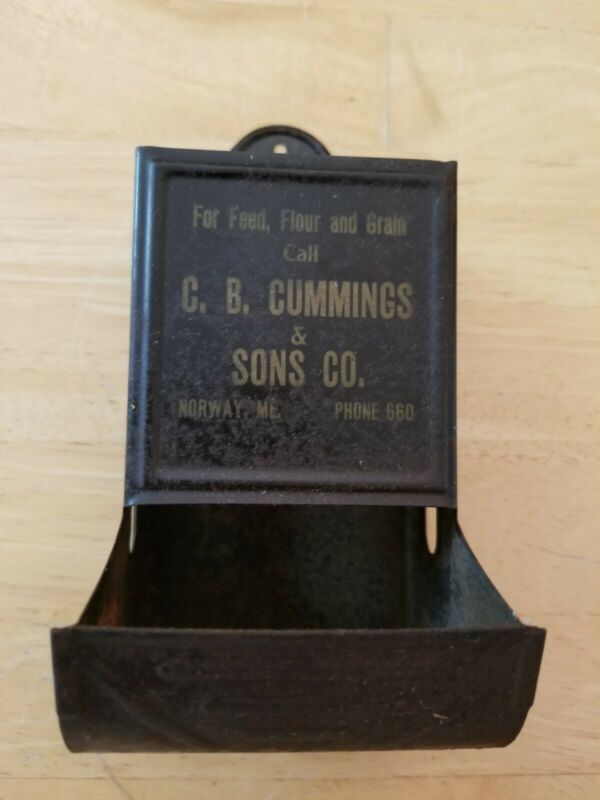 For Feed, Flour and Grain
Call
C. B. CUMMINGS
&
SONS CO.
NORWAY, ME. PHONE 660